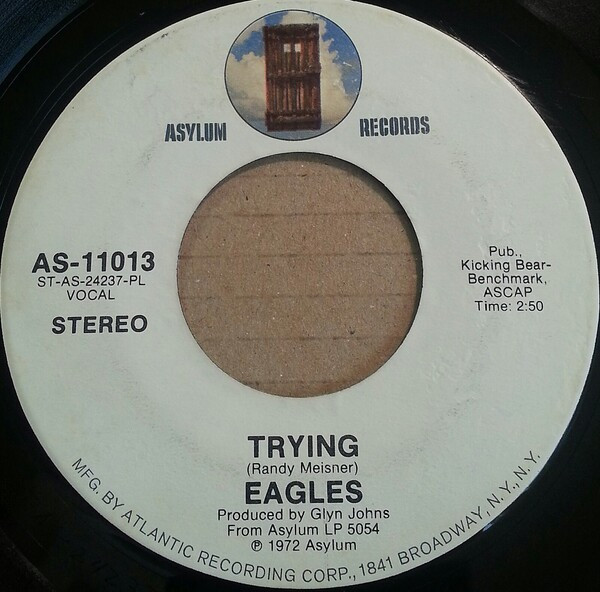 ASYLUM RECORDS
AS-11013
ST-AS-24237-PL
VOCAL
STEREO
Pub.,
Kicking Bear-
Benchmark,
ASCAP
Time: 2:50
TRYING
(Randy Meisner)
EAGLES
Produced by Glyn Johns
From Asylum LP 5054
℗ 1972 Asylum
MFG. BY ATLANTIC RECORDING CORP., 1841 BROADWAY, N.Y., N.Y.